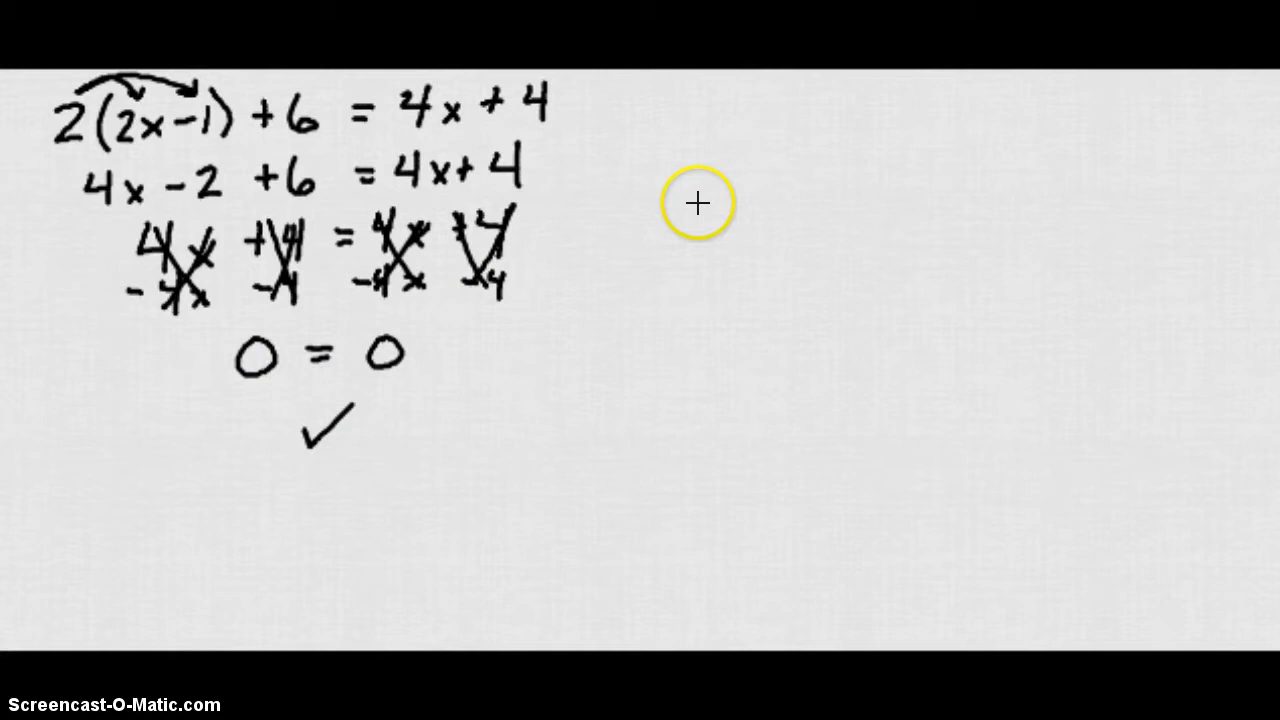 2(2x-1) + 6 = 4x + 4
4x - 2 + 6 = 4x + 4
4x + 4 = 4x + 4
- 4x - 4 - 4x - 4
0 = 0
✓
Screencast-O-Matic.com